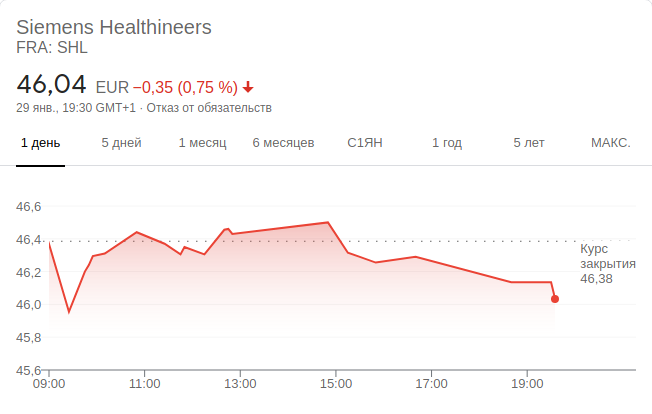 Siemens Healthineers
FRA: SHL
46,04 EUR −0,35 (0,75 %)
29 янв., 19:30 GMT+1 · Отказ от обязательств
1 день 5 дней 1 месяц 6 месяцев С1ЯН 1 год 5 лет МАКС.
46,6
46,4
Курс
закрытия
46,38
46,2
46,0
45,8
45,6
09:00 11:00 13:00 15:00 17:00 19:00